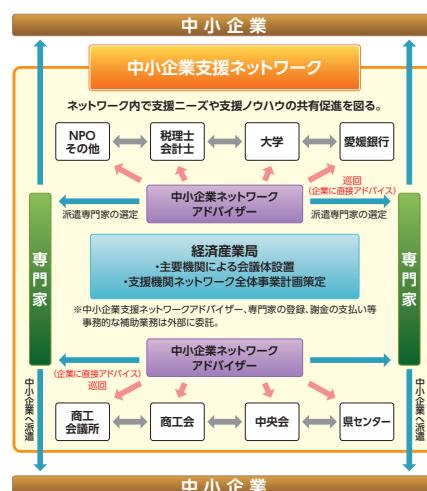 中小企業
中小企業支援ネットワーク
ネットワーク内で支援ニーズや支援ノウハウの共有促進を図る。
NPO
その他
税理士
会計士
大学
愛媛銀行
巡回
(企業に直接アドバイス)
中小企業ネットワーク
アドバイザー
派遣専門家の選定
派遣専門家の選定
専門家
専門家
経済産業局
・主要機関による会議体設置
・支援機関ネットワーク全体事業計画策定
※中小企業支援ネットワークアドバイザー、専門家の登録、謝金の支払い等
事務的な補助業務は外部に委託。
中小企業ネットワーク
アドバイザー
(企業に直接アドバイス)
巡回
中小企業へ派遣
中小企業へ派遣
商工
会議所
商工会
中央会
県センター
中小企業